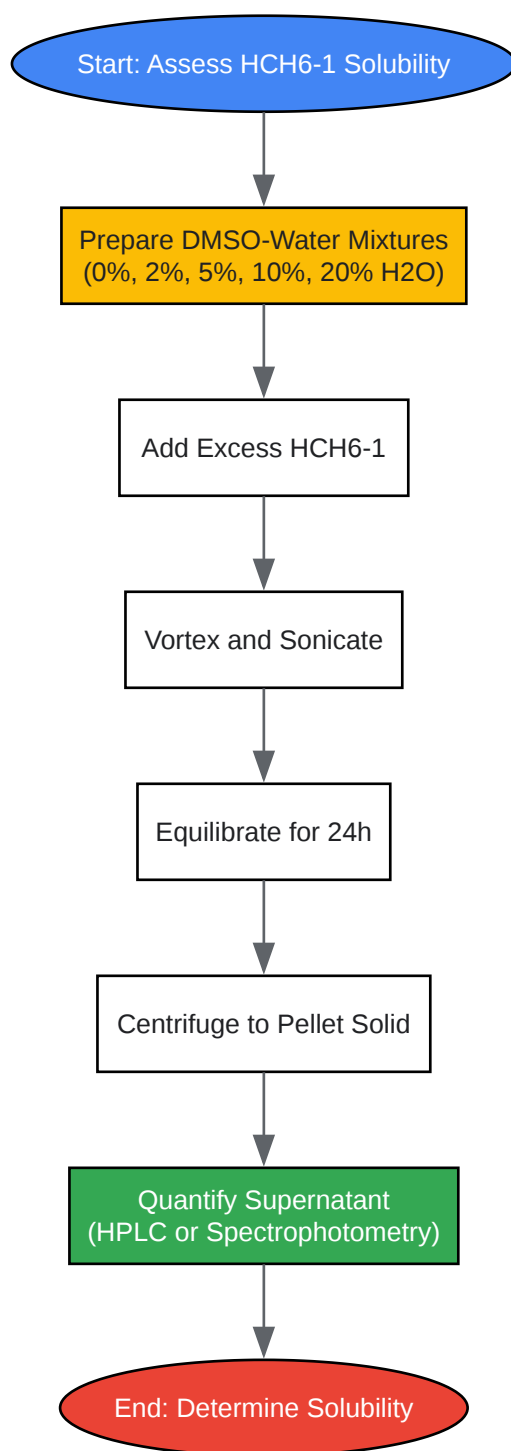 Start: Assess HCH6-1 Solubility
Prepare DMSO-Water Mixtures
(0%, 2%, 5%, 10%, 20% H2O)
Add Excess HCH6-1
Vortex and Sonicate
Equilibrate for 24h
Centrifuge to Pellet Solid
Quantify Supernatant
(HPLC or Spectrophotometry)
End: Determine Solubility